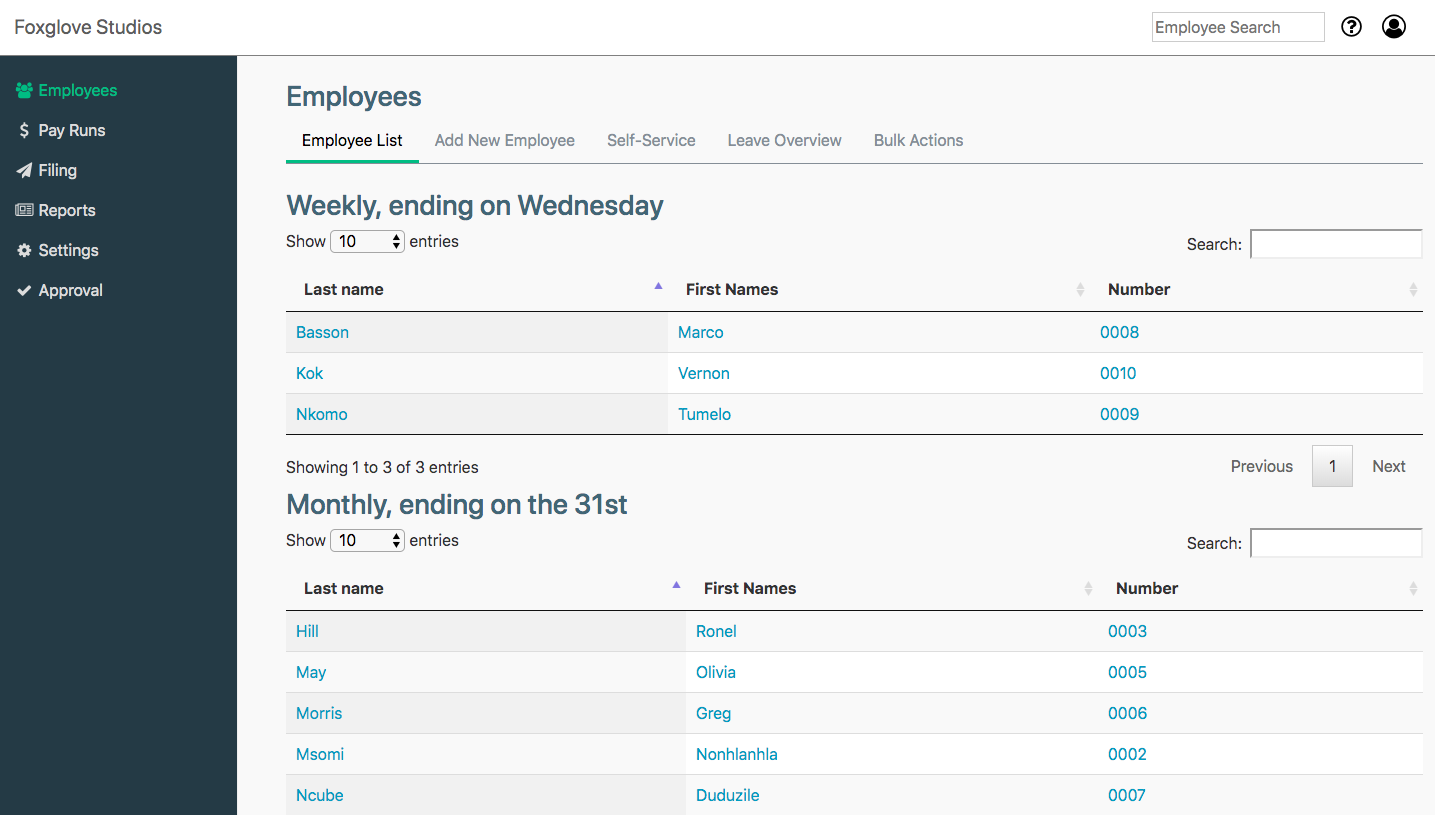 Foxglove Studios
Employee Search
Employees
Pay Runs
Filing
Reports
Settings
Approval
Employees
Employee List Add New Employee Self-Service Leave Overview Bulk Actions
Weekly, ending on Wednesday
Show 10 entries Search:
Last name First Names Number
Basson Marco 0008
Kok Vernon 0010
Nkomo Tumelo 0009
Showing 1 to 3 of 3 entries Previous 1 Next
Monthly, ending on the 31st
Show 10 entries Search:
Last name First Names Number
Hill Ronel 0003
May Olivia 0005
Morris Greg 0006
Msomi Nonhlanhla 0002
Ncube Duduzile 0007